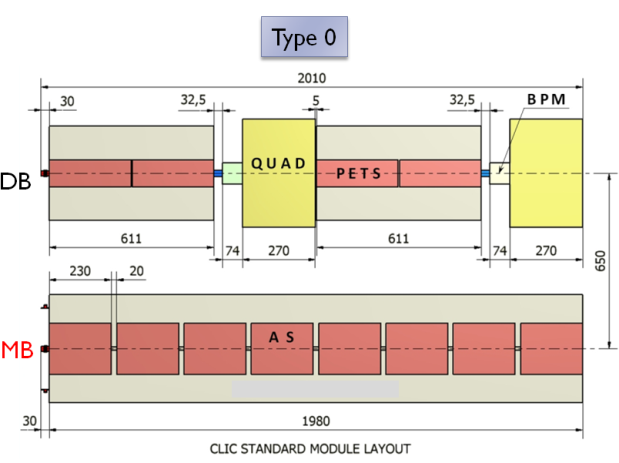 Type 0
2010
30 32,5 5 32,5 BPM
DB QUAD PETS
611 74 270 611 74 270
650
230 20
MB AS
30 1980
CLIC STANDARD MODULE LAYOUT